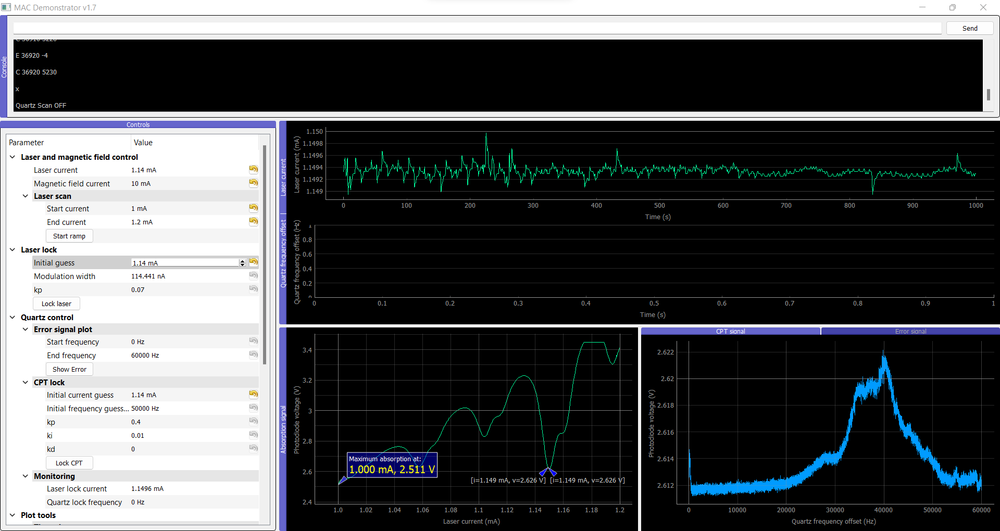 MAC Demonstrator v1.7
Send
Console
E 36920 -4
C 36920 5230
x
Quartz Scan OFF
Controls
Parameter Value
Laser and magnetic field control
Laser current 1.14 mA
Magnetic field current 10 mA
Laser scan
Start current 1 mA
End current 1.2 mA
Start ramp
Laser lock
Initial guess 1.14 mA
Modulation width 114.441 nA
kp 0.07
Lock laser
Quartz control
Error signal plot
Start frequency 0 Hz
End frequency 60000 Hz
Show Error
CPT lock
Initial current guess 1.14 mA
Initial frequency guess... 50000 Hz
kp 0.4
ki 0.01
kd 0
Lock CPT
Monitoring
Laser lock current 1.1496 mA
Quartz lock frequency 0 Hz
Plot tools
Laser current
Laser current (mA)
1.150
1.1498
1.1496
1.1494
1.1492
1.149
0 100 200 300 400 500 600 700 800 900 1000
Time (s)
Quartz frequency offset
Quartz frequency offset (Hz)
1
0.8
0.6
0.4
0.2
0
0 0.1 0.2 0.3 0.4 0.5 0.6 0.7 0.8 0.9 1
Time (s)
Absorption signal
Photodiode voltage (V)
3.4
3.2
3
2.8
2.6
2.4
Maximum absorption at:
1.000 mA, 2.511 V
[i=1.149 mA, v=2.626 V] [i=1.149 mA, v=2.626 V]
1.0 1.02 1.04 1.06 1.08 1.1 1.12 1.14 1.16 1.18 1.2
Laser current (mA)
CPT signal Error signal
Photodiode voltage (V)
2.622
2.62
2.618
2.616
2.614
2.612
0 10000 20000 30000 40000 50000 60000
Quartz frequency offset (Hz)